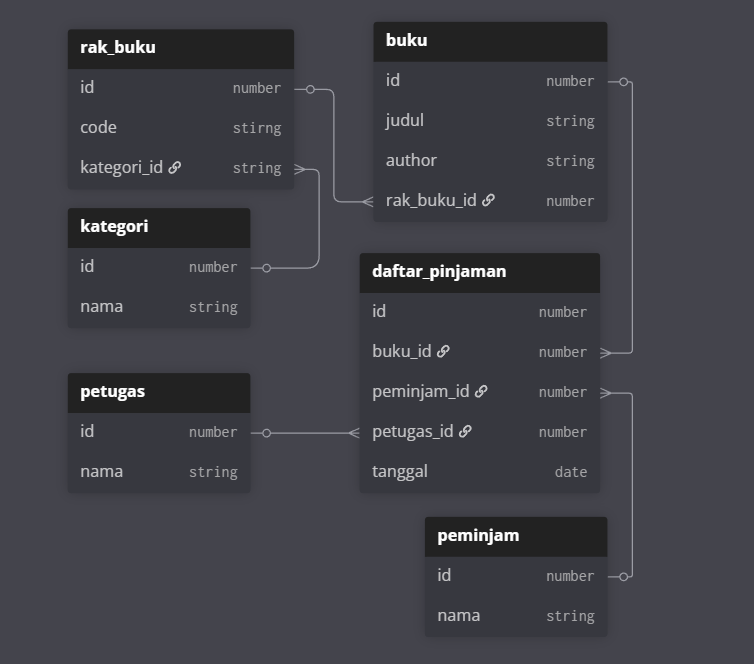 rak_buku
id number
code stirng
kategori_id string
kategori
id number
nama string
petugas
id number
nama string
buku
id number
judul string
author string
rak_buku_id number
daftar_pinjaman
id number
buku_id number
peminjam_id number
petugas_id number
tanggal date
peminjam
id number
nama string